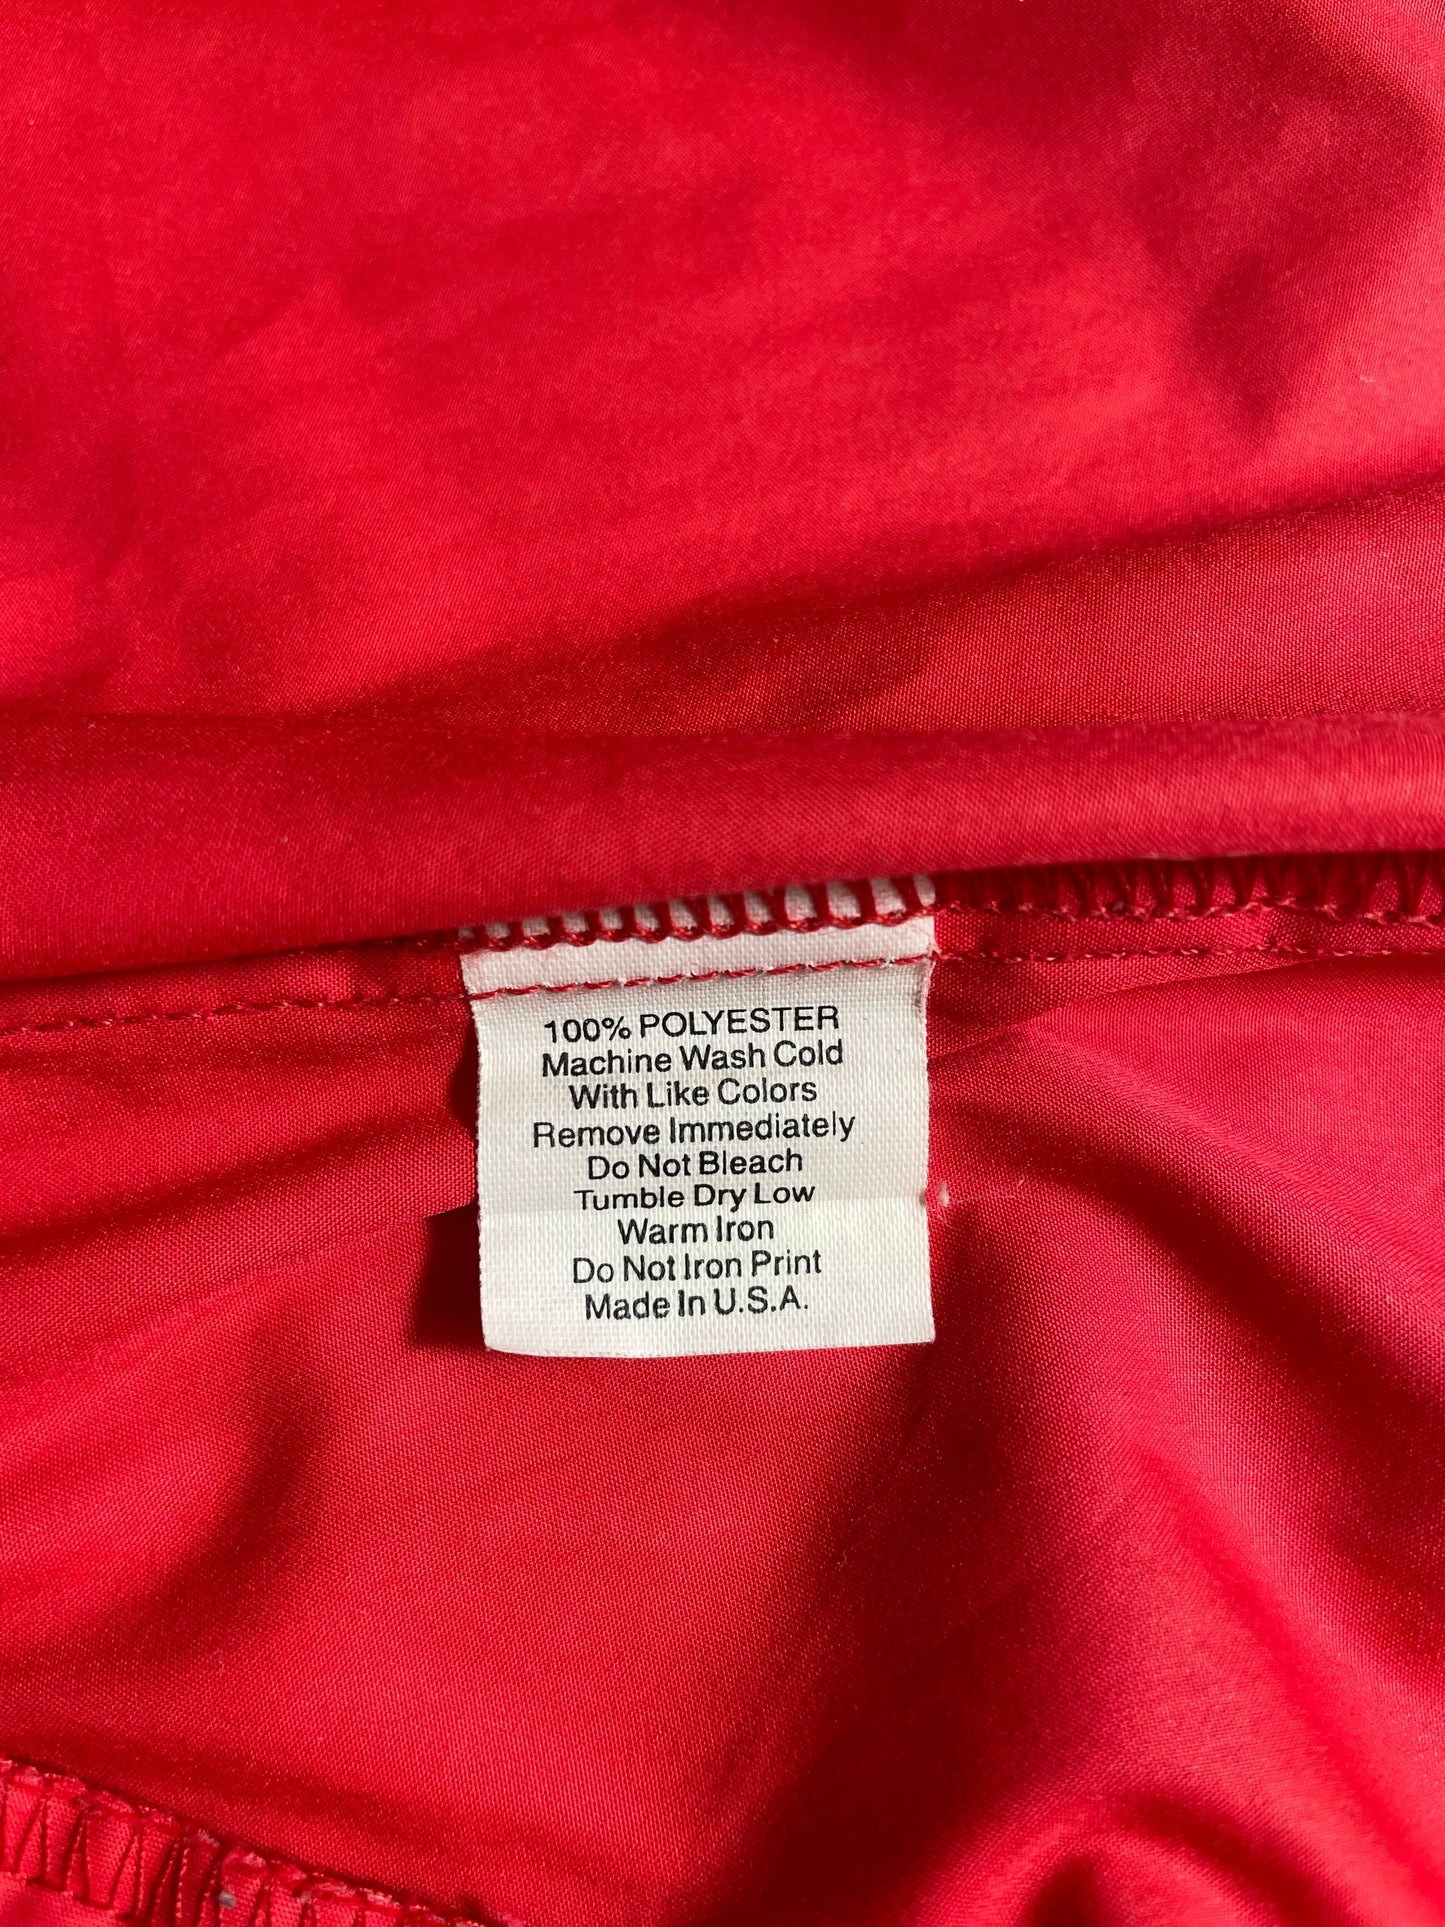 100% POLYESTER
Machine Wash Cold
With Like Colors
Remove Immediately
Do Not Bleach
Tumble Dry Low
Warm Iron
Do Not Iron Print
Made In U.S.A.